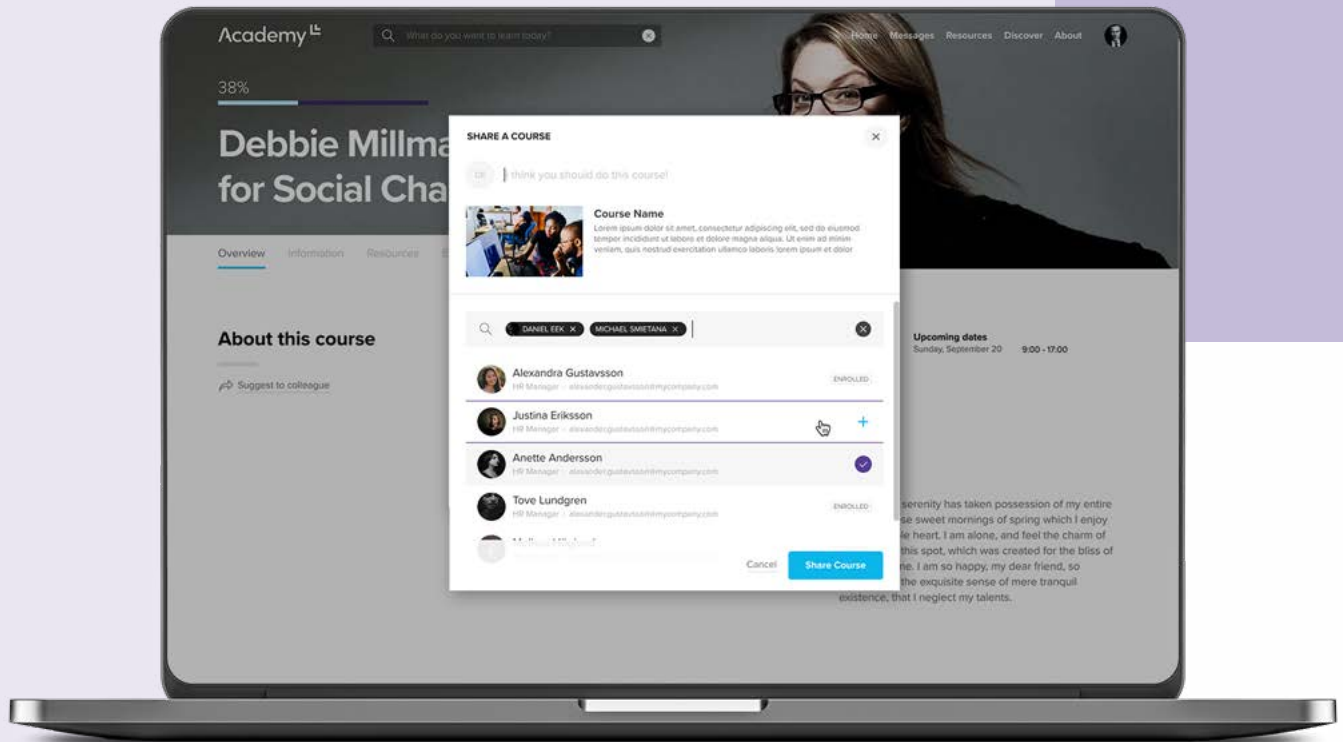 Academy
What do you want to learn today?
Home Messages Resources Discover About
38%
Debbie Millma
for Social Cha
Overview Information Resources
About this course
Suggest to colleague
SHARE A COURSE
I think you should do this course!
Course Name
Lorem ipsum dolor sit amet, consectetur adipiscing elit, sed do eiusmod
tempor incididunt ut labore et dolore magna aliqua. Ut enim ad minim
veniam, quis nostrud exercitation ullamco laboris lorem ipsum et dolor
DANIEL EEK MICHAEL SMIETANA
Alexandra Gustavsson
HR Manager
ENROLLED
Justina Eriksson
HR Manager
Anette Andersson
HR Manager
Tove Lundgren
HR Manager
ENROLLED
Cancel Share Course
Upcoming dates
Sunday, September 20 9:00 - 17:00
serenity has taken possession of my entire
se sweet mornings of spring which I enjoy
le heart. I am alone, and feel the charm of
this spot, which was created for the bliss of
ne. I am so happy, my dear friend, so
the exquisite sense of mere tranquil
existence, that I neglect my talents.